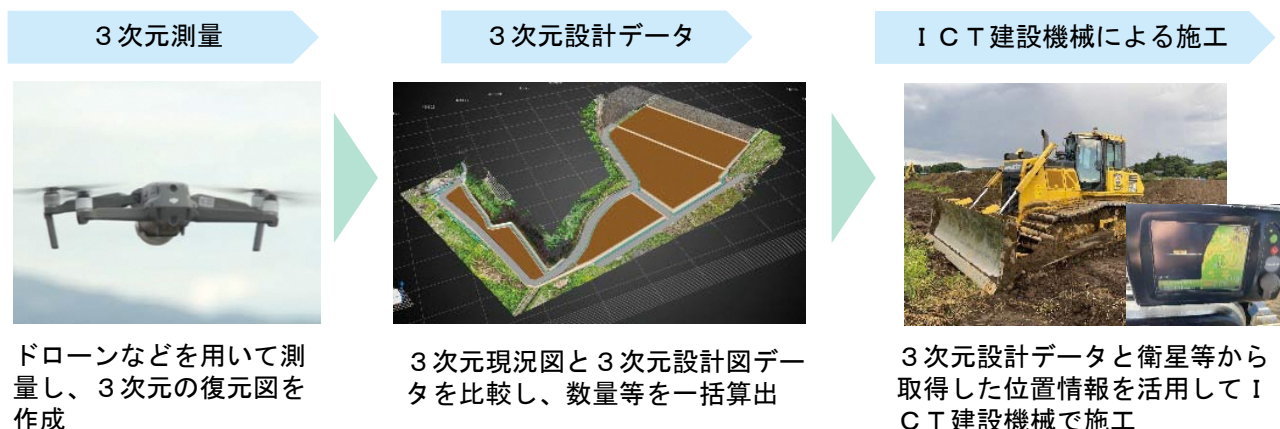 ３次元測量
３次元設計データ
ＩＣＴ建設機械による施工
ドローンなどを用いて測
量し、３次元の復元図を
作成
３次元現況図と３次元設計図デー
タを比較し、数量等を一括算出
３次元設計データと衛星等から
取得した位置情報を活用してＩ
ＣＴ建設機械で施工